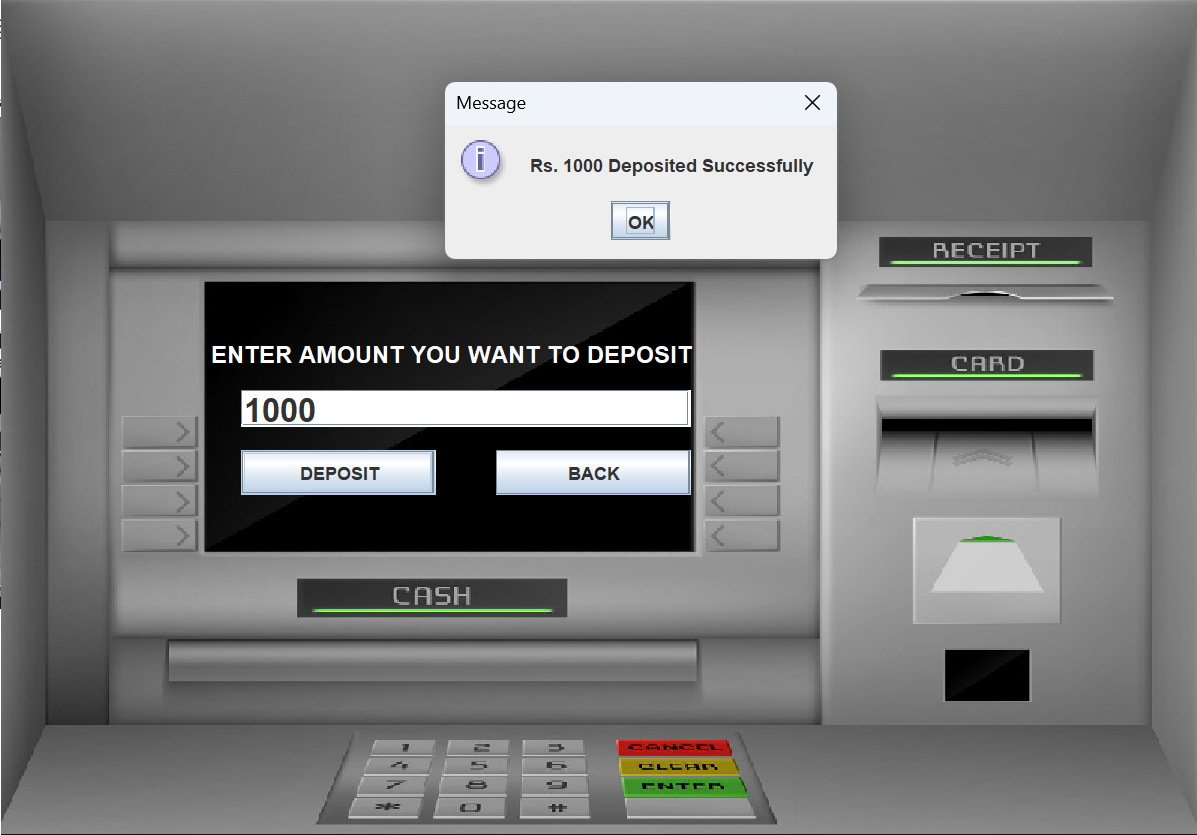 Message
Rs. 1000 Deposited Successfully
OK
RECEIPT
ENTER AMOUNT YOU WANT TO DEPOSIT
CARD
1000
DEPOSIT
BACK
CASH
1 2 3 CANCEL
4 5 6 CLEAR
7 8 9 ENTER
* 0 #